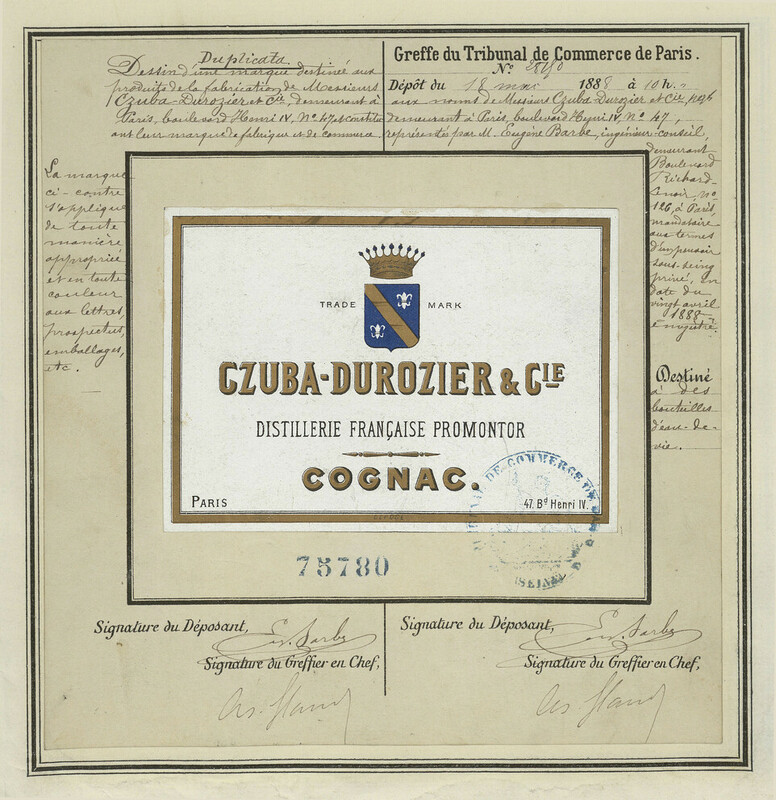 Duplicata.
Dessin d'une marque destinée aux
produits de la fabrication de Messieurs
Czuba-Durozier et Cie, demeurant à
Paris, boulevard Henri IV, No 47 et constitu
ant leur marque de fabrique et de commerce.
Greffe du Tribunal de Commerce de Paris.
No
Dépôt du 18 mai 1888 à 10 h.
aux noms de Messieurs Czuba Durozier et Cie,
demeurant à Paris, boulevard Henri IV, No 47,
représentés par M. Eugène Barbe, ingénieur-conseil,
demeurant
Boulevard
Richard-
Lenoir, No
126, à Paris,
mandataire
aux termes
d'un pouvoir
sous-seing
privé, en
date du
vingt avril
1888
enregistré.
Destiné
à des
bouteilles
d'eau-de-
vie.
La marque
ci-contre
s'applique
de toute
manière
appropriée
et en toute
couleur
aux lettres,
prospectus,
emballages,
etc.
TRADE MARK
CZUBA-DUROZIER & CIE
DISTILLERIE FRANÇAISE PROMONTOR
COGNAC.
PARIS
47, Bd Henri IV.
DE COMMERCE DE
SEINE
75780
Signature du Déposant,
Signature du Greffier en Chef,
Signature du Déposant,
Signature du Greffier en Chef,